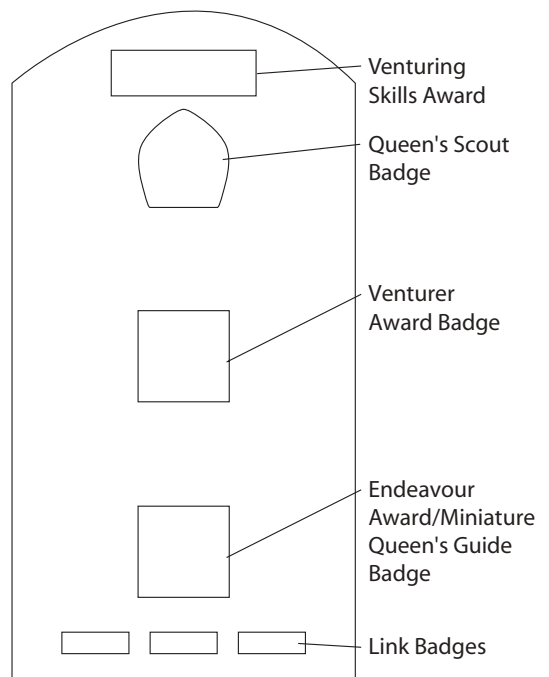 Venturing
Skills Award
Queen's Scout
Badge
Venturer
Award Badge
Endeavour
Award/Miniature
Queen's Guide
Badge
Link Badges